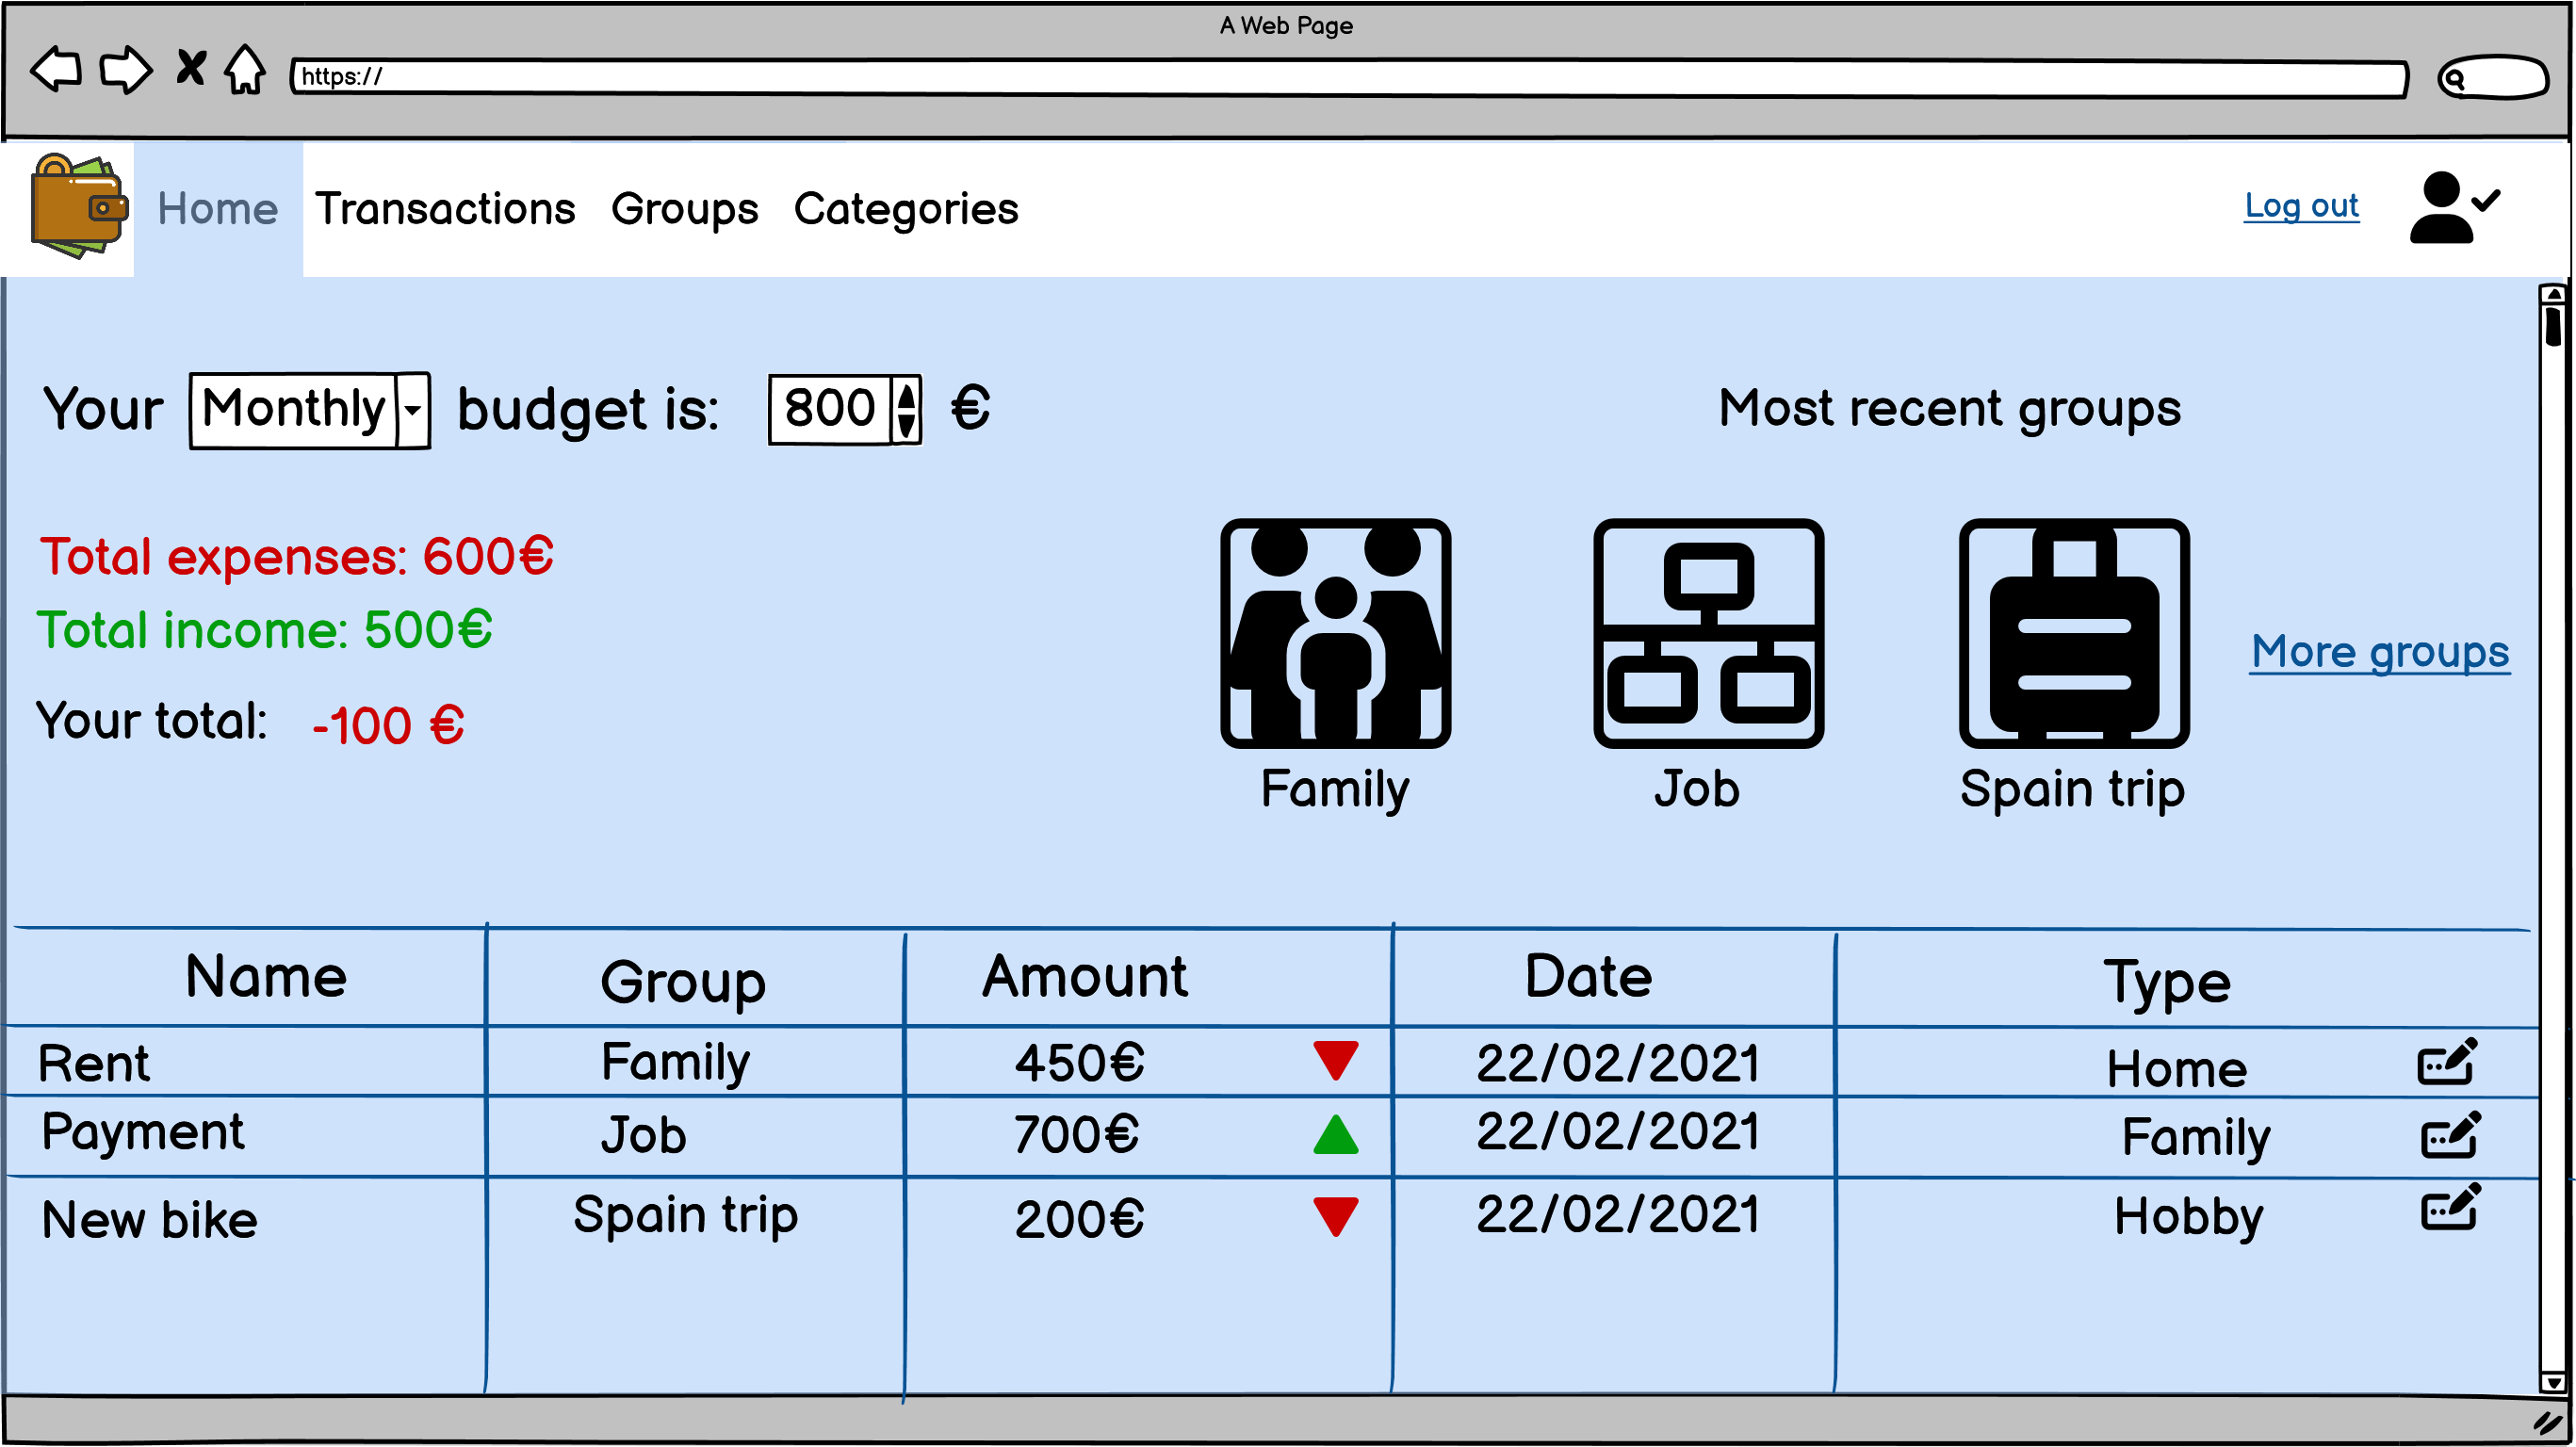 A Web Page
https://
Home Transactions Groups Categories Log out
Your Monthly budget is: 800 €
Most recent groups
Total expenses: 600€
Total income: 500€
Your total: -100 €
Family Job Spain trip
More groups
Name Group Amount Date Type
Rent Family 450€ 22/02/2021 Home
Payment Job 700€ 22/02/2021 Family
New bike Spain trip 200€ 22/02/2021 Hobby